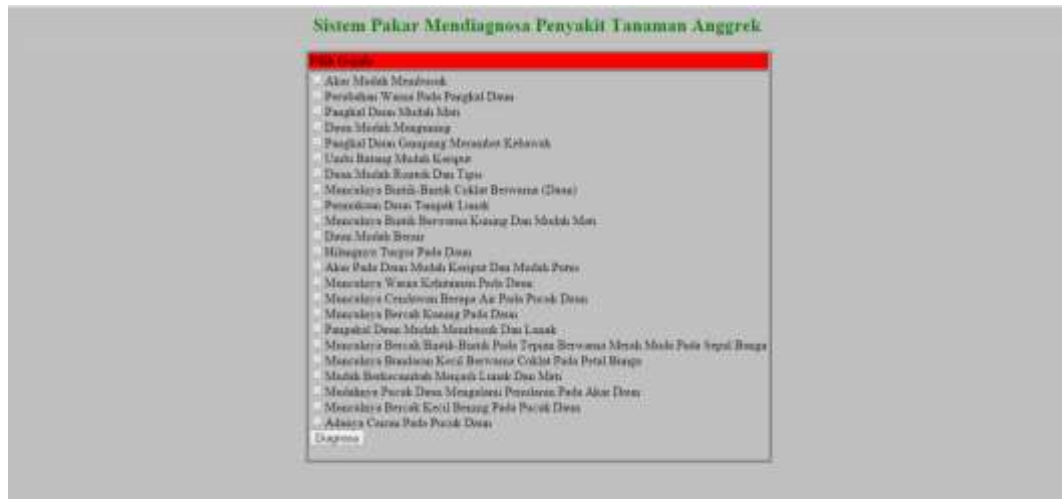 Sistem Pakar Mendiagnosa Penyakit Tanaman Anggrek
Pilih Gejala
Akar Mudah Membusuk
Perubahan Warna Pada Pangkal Daun
Pangkal Daun Mudah Mati
Daun Mudah Menguning
Pangkal Daun Gampang Merambat Kebawah
Umbi Batang Mudah Keriput
Daun Mudah Rontok Dan Tipis
Munculnya Bintik-Bintik Coklat Berwarna (Daun)
Permukaan Daun Tampak Lunak
Munculnya Bintik Berwarna Kuning Dan Mudah Mati
Daun Mudah
Hilangnya Turgor Pada Daun
Akar Pada Daun Mudah Keriput Dan Mudah Putus
Munculnya Warna Kehitaman Pada Daun
Munculnya Cendawan Berupa Air Pada Pucuk Daun
Munculnya Bercak Kuning Pada Daun
Daun Mudah Membusuk Dan Lunak
Munculnya Bercak Bintik-Bintik Pada Tepian Berwarna Merah Muda Pada Sepal Bunga
Munculnya Bundaran Kecil Berwarna Coklat Pada Petal Bunga
Mudah Berkecambah Menjadi Lunak Dan Mati
Mudahnya Pucuk Daun Mengalami Penularan Pada Akar Daun
Munculnya Bercak Kecil Bening Pada Pucuk Daun
Adanya Cairan Pada Pucuk Daun
Diagnosa